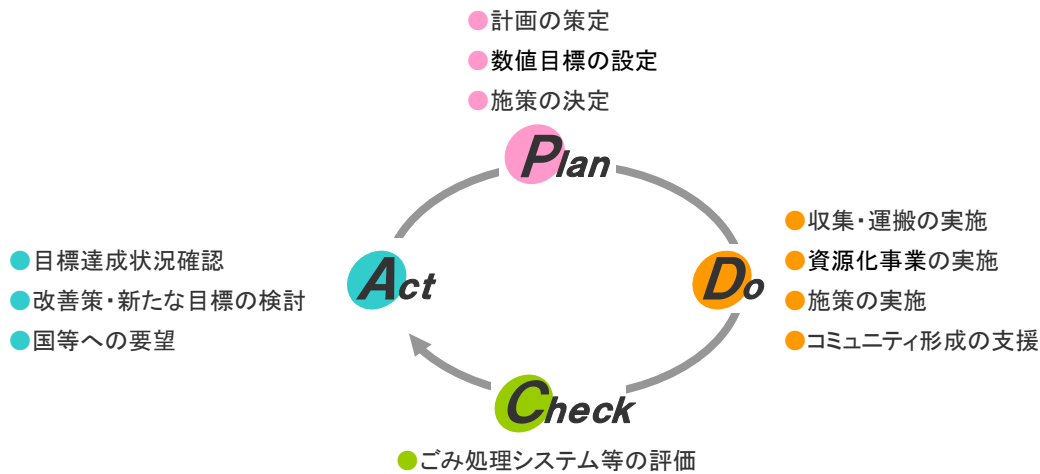 ●計画の策定
●数値目標の設定
●施策の決定
Plan
●収集・運搬の実施
●資源化事業の実施
●施策の実施
●コミュニティ形成の支援
Do
●目標達成状況確認
●改善策・新たな目標の検討
●国等への要望
Act
Check
●ごみ処理システム等の評価